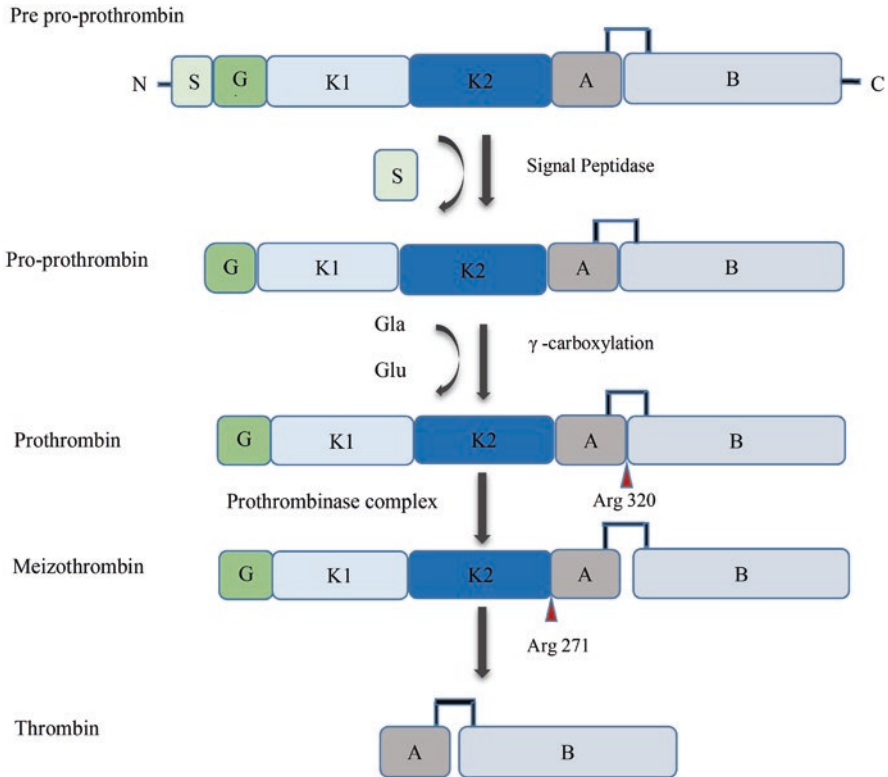 Pre pro-prothrombin
N S G K1 K2 A B C
S Signal Peptidase
Pro-prothrombin G K1 K2 A B
Gla
γ -carboxylation
Glu
Prothrombin G K1 K2 A B
Prothrombinase complex Arg 320
Meizothrombin G K1 K2 A B
Arg 271
Thrombin A B